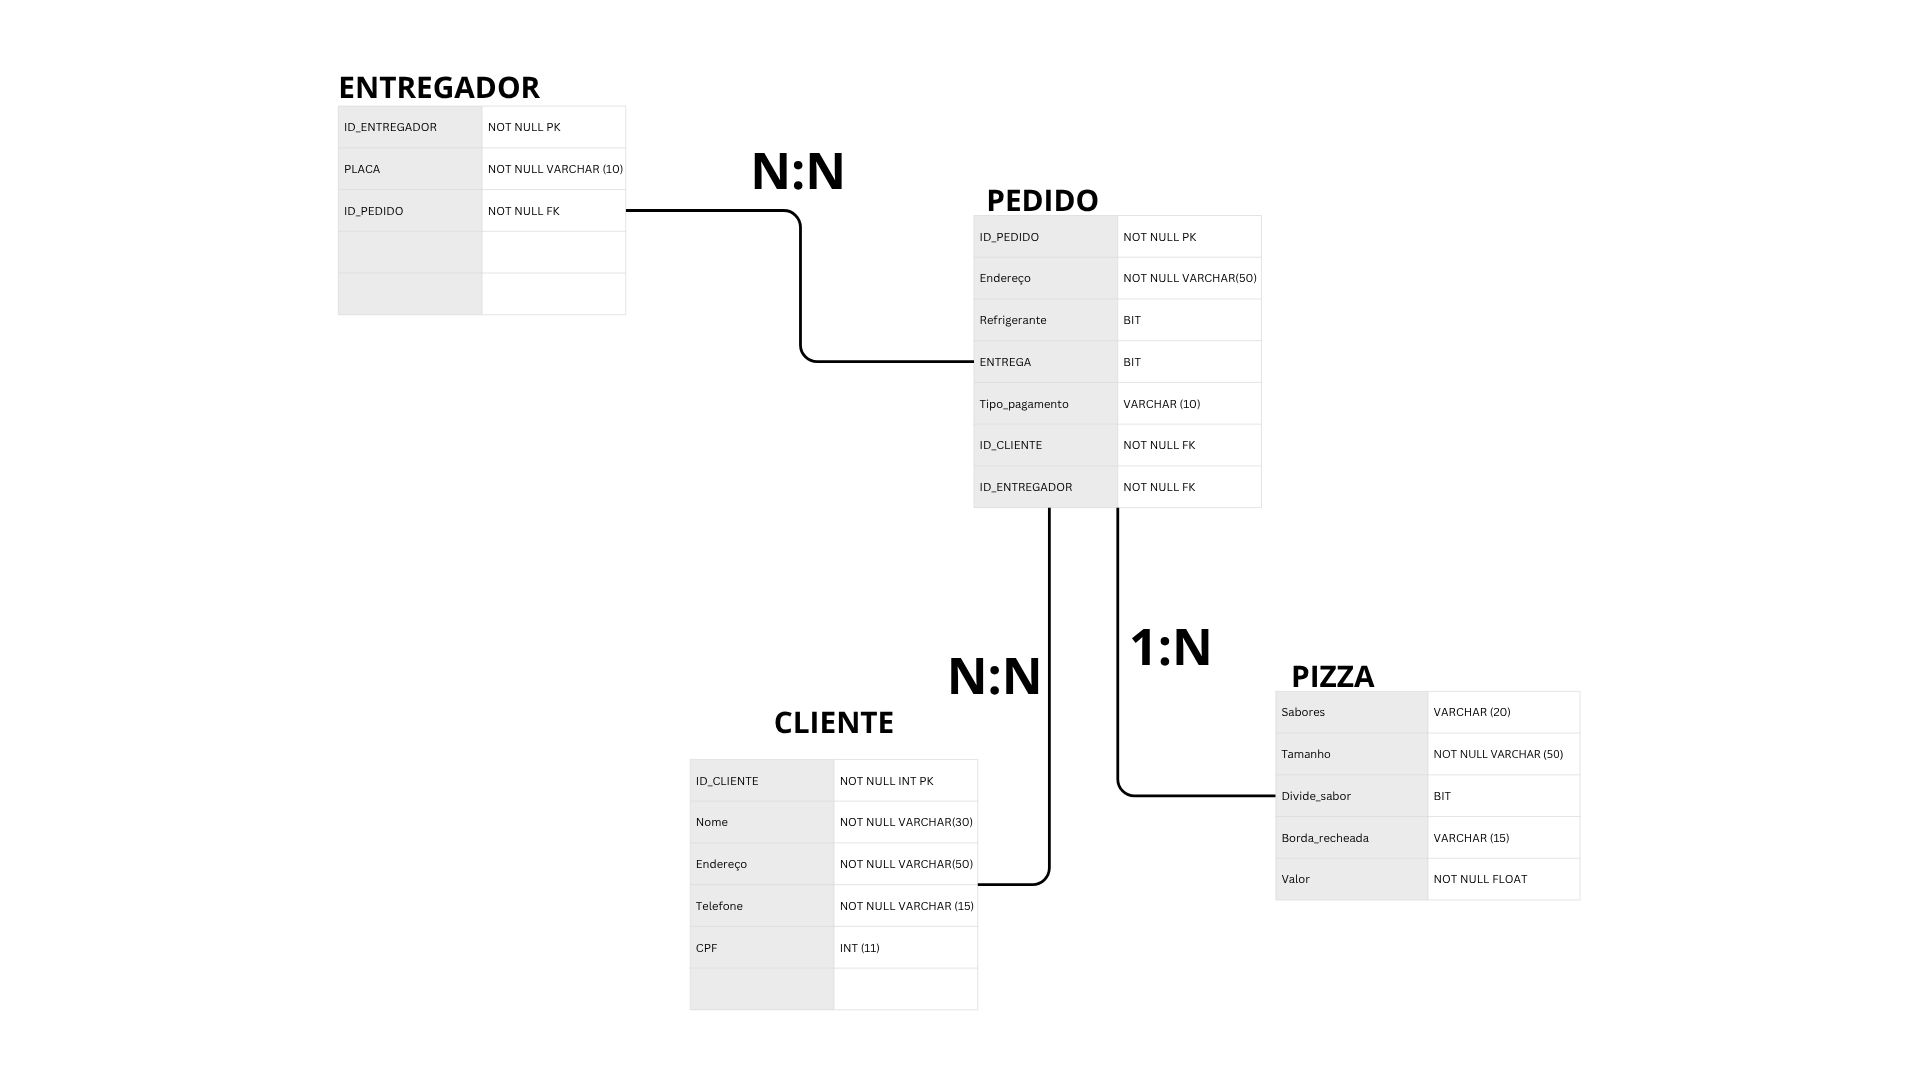 ENTREGADOR
ID_ENTREGADOR NOT NULL PK
PLACA NOT NULL VARCHAR (10)
ID_PEDIDO NOT NULL FK
N:N
PEDIDO
ID_PEDIDO NOT NULL PK
Endereço NOT NULL VARCHAR(50)
Refrigerante BIT
ENTREGA BIT
Tipo_pagamento VARCHAR (10)
ID_CLIENTE NOT NULL FK
ID_ENTREGADOR NOT NULL FK
N:N
1:N
CLIENTE
ID_CLIENTE NOT NULL INT PK
Nome NOT NULL VARCHAR(30)
Endereço NOT NULL VARCHAR(50)
Telefone NOT NULL VARCHAR (15)
CPF INT (11)
PIZZA
Sabores VARCHAR (20)
Tamanho NOT NULL VARCHAR (50)
Divide_sabor BIT
Borda_recheada VARCHAR (15)
Valor NOT NULL FLOAT